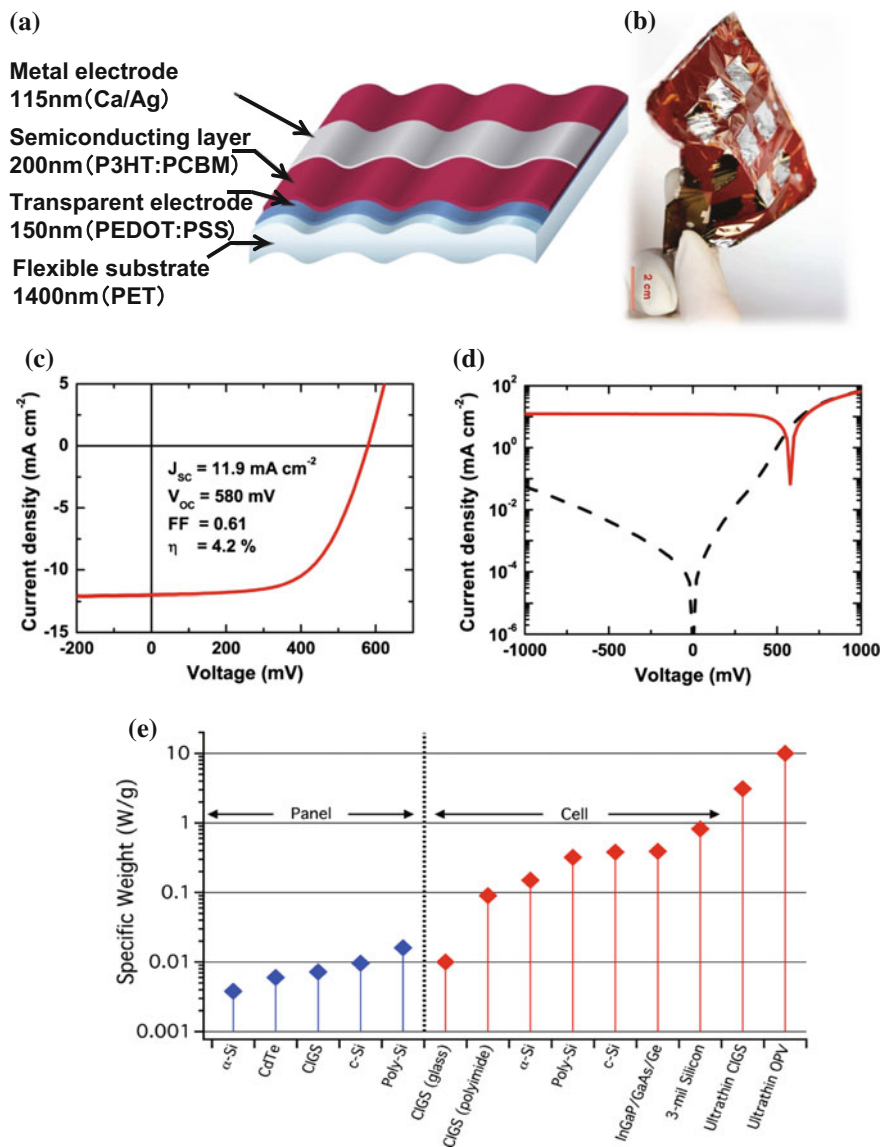 (a)
Metal electrode
115nm(Ca/Ag)
Semiconducting layer
200nm(P3HT:PCBM)
Transparent electrode
150nm(PEDOT:PSS)
Flexible substrate
1400nm(PET)
(b)
2 cm
(c)
Current density (mA cm⁻²)
5
0
-5
-10
-15
J_SC = 11.9 mA cm⁻²
V_OC = 580 mV
FF = 0.61
η = 4.2 %
-200 0 200 400 600
Voltage (mV)
(d)
Current density (mA cm⁻²)
10²
10⁰
10⁻²
10⁻⁴
10⁻⁶
-1000 -500 0 500 1000
Voltage (mV)
(e)
Specific Weight (W/g)
10
1
0.1
0.01
0.001
Panel
Cell
α-Si
CdTe
CIGS
c-Si
Poly-Si
CIGS (glass)
CIGS (polyimide)
α-Si
Poly-Si
c-Si
InGaP/GaAs/Ge
3-mil Silicon
Ultrathin CIGS
Ultrathin OPV